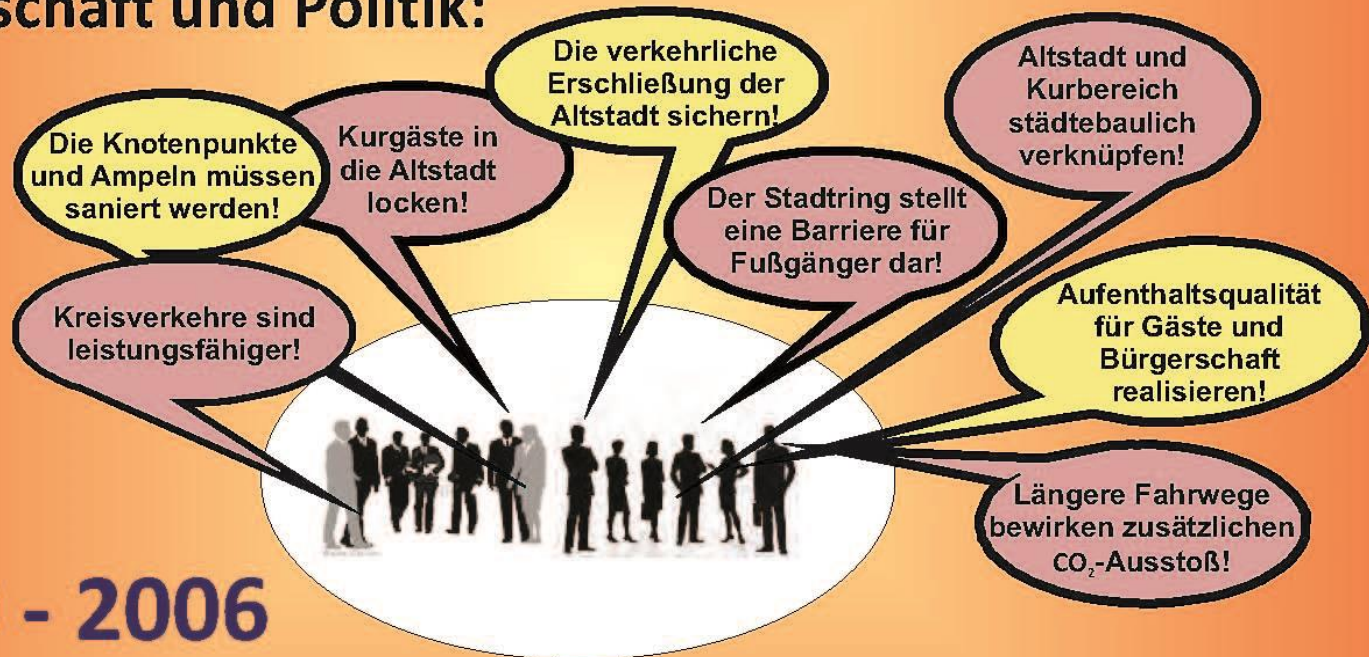 schaft und Politik:
Die verkehrliche
Erschließung der
Altstadt sichern!
Altstadt und
Kurbereich
städtebaulich
verknüpfen!
Die Knotenpunkte
und Ampeln müssen
saniert werden!
Kurgäste in
die Altstadt
locken!
Der Stadtring stellt
eine Barriere für
Fußgänger dar!
Kreisverkehre sind
leistungsfähiger!
Aufenthaltsqualität
für Gäste und
Bürgerschaft
realisieren!
Längere Fahrwege
bewirken zusätzlichen
CO₂-Ausstoß!
- 2006